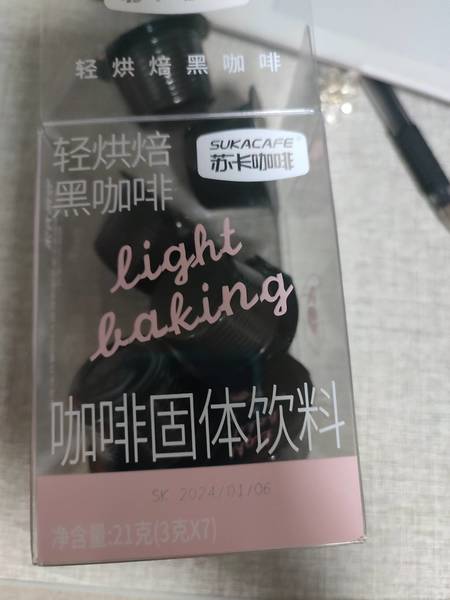 轻烘焙黑咖啡
轻烘焙
黑咖啡
SUKACAFE
苏卡咖啡
light
baking
咖啡固体饮料
SK 2024/01/06
净含量:21克(3克X7)